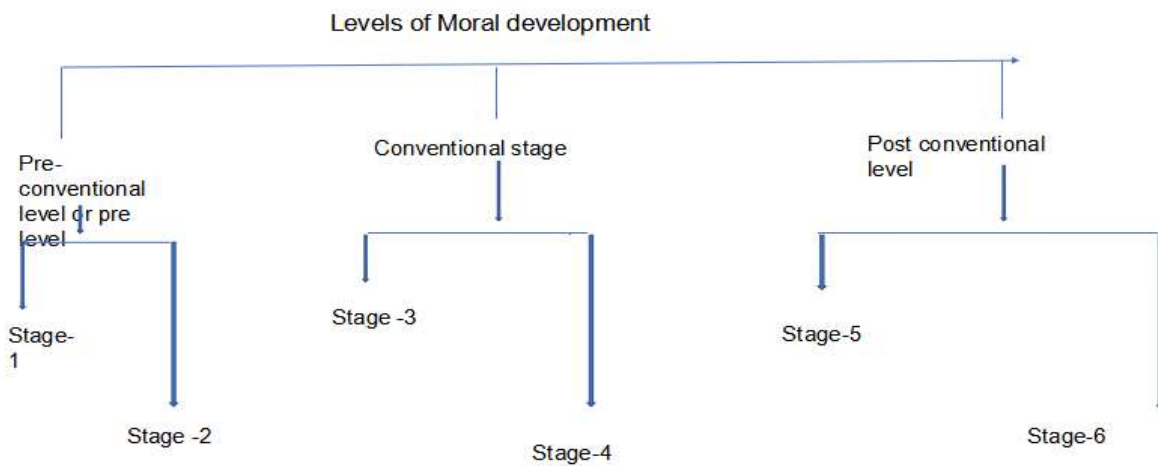 Levels of Moral development
Pre-
conventional
level or pre
level
Conventional stage
Post conventional
level
Stage-
1
Stage -2
Stage -3
Stage-4
Stage-5
Stage-6